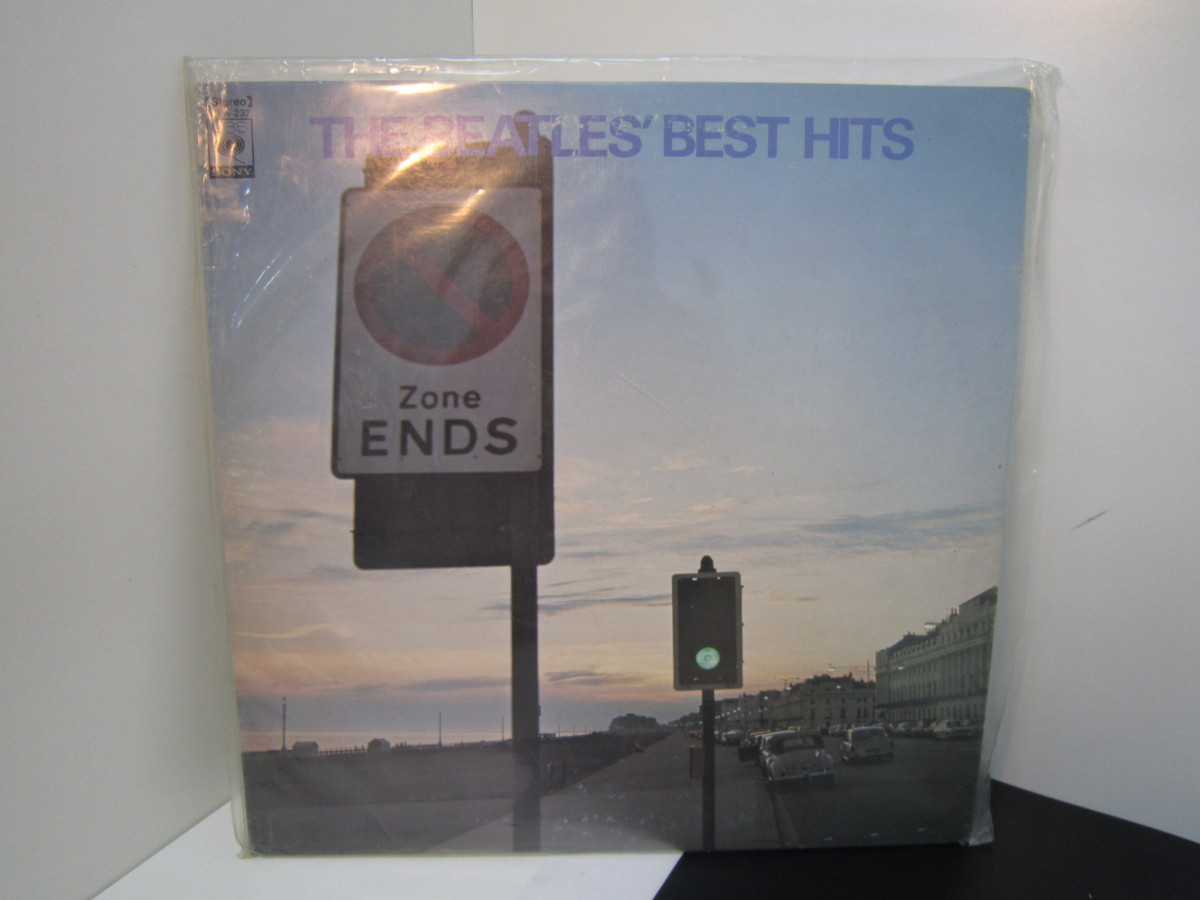 [Stereo]
SONY
THE BEATLES' BEST HITS
Zone
ENDS